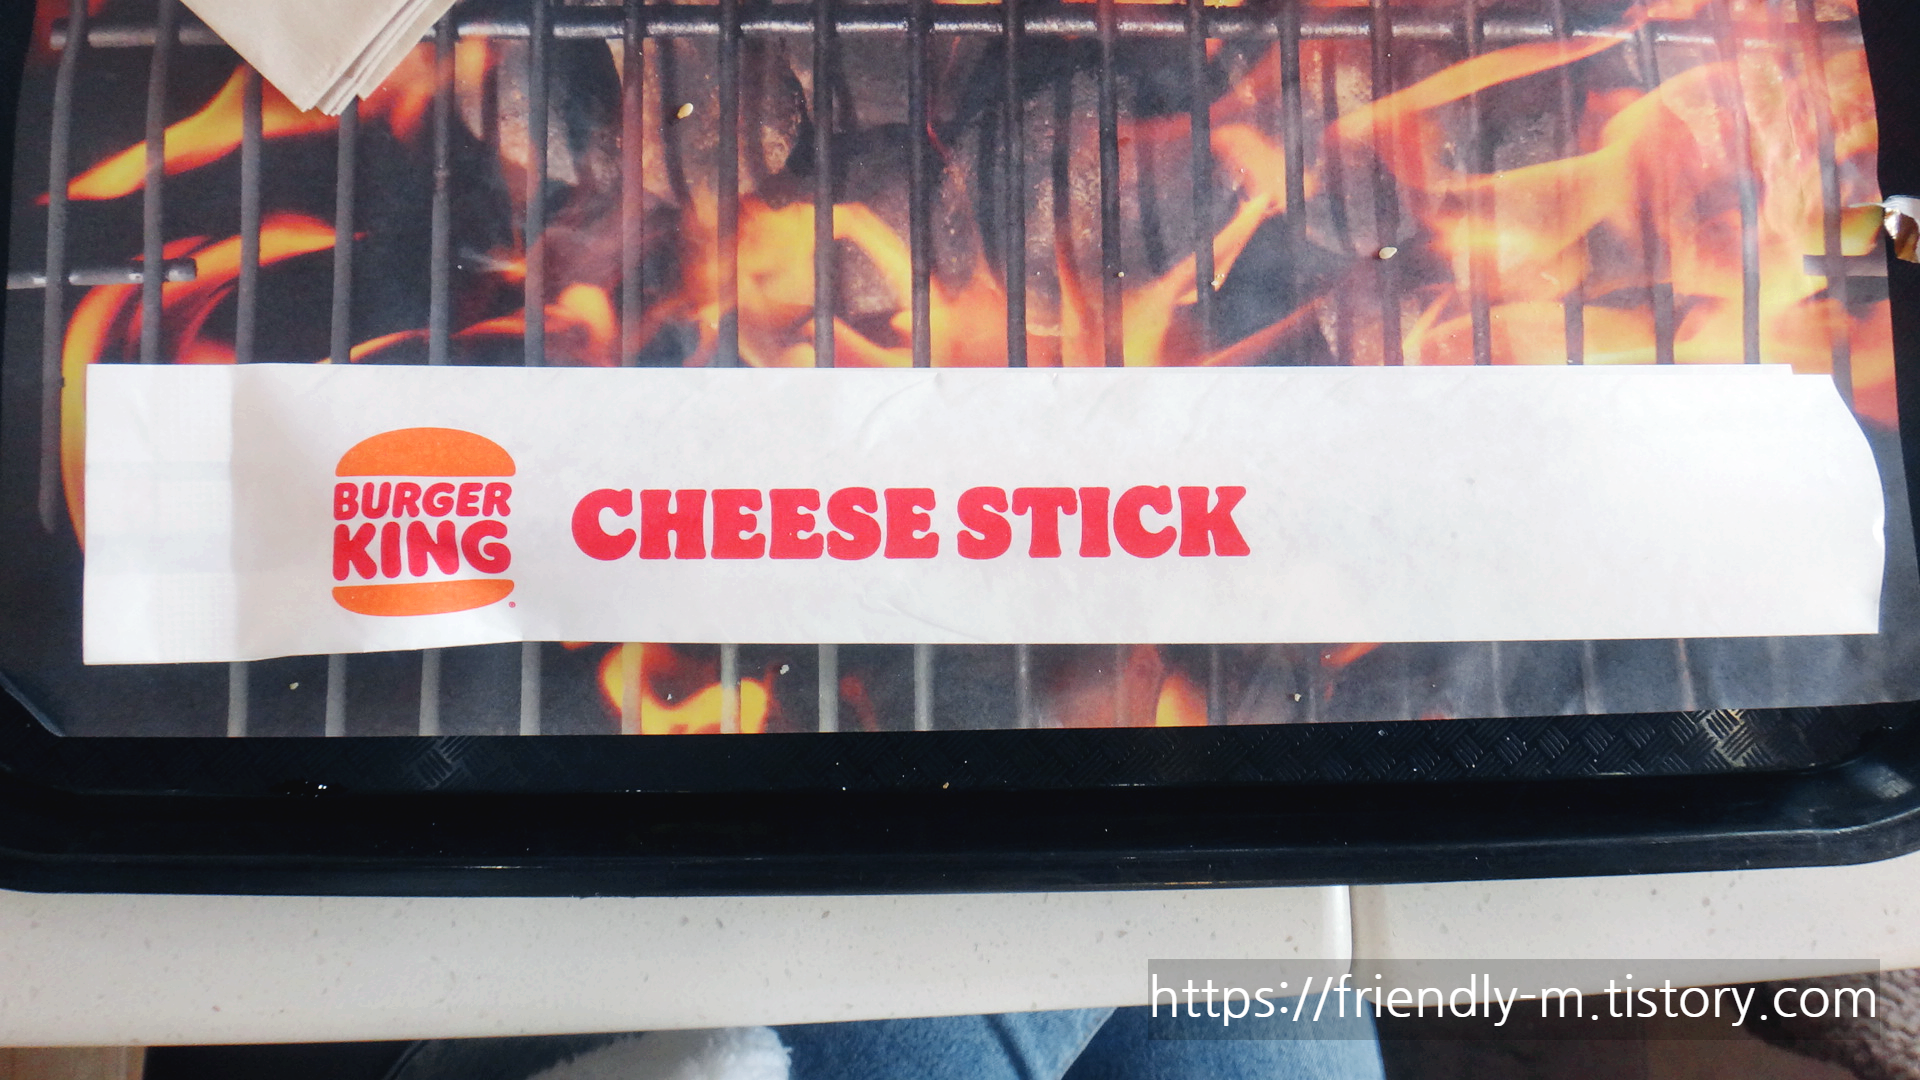 BURGER
KING
CHEESE STICK
https://friendly-m.tistory.com